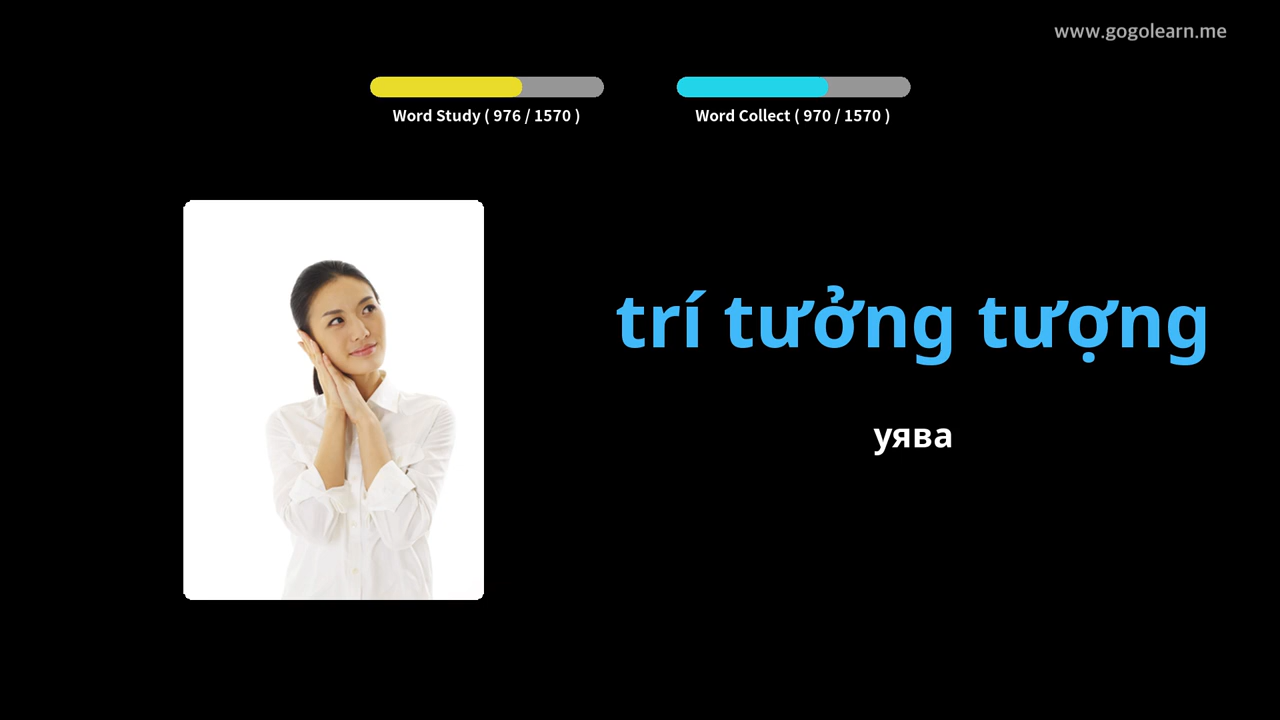 www.gogolearn.me
Word Study ( 976 / 1570 )
Word Collect ( 970 / 1570 )
trí tưởng tượng
уява